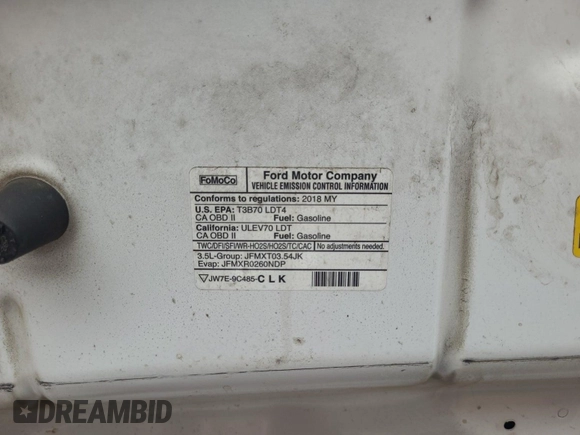 FoMoCo
Ford Motor Company
VEHICLE EMISSION CONTROL INFORMATION
Conforms to regulations: 2018 MY
U.S. EPA: T3B70 LDT4
CA OBD II Fuel: Gasoline
California: ULEV70 LDT
CA OBD II Fuel: Gasoline
TWC/DFI/SFI/WR-HO2S/HO2S/TC/CAC No adjustments needed.
3.5L-Group: JFMXT03.54JK
Evap: JFMXR0260NDP
JW7E-9C485-C L K
DREAMBID